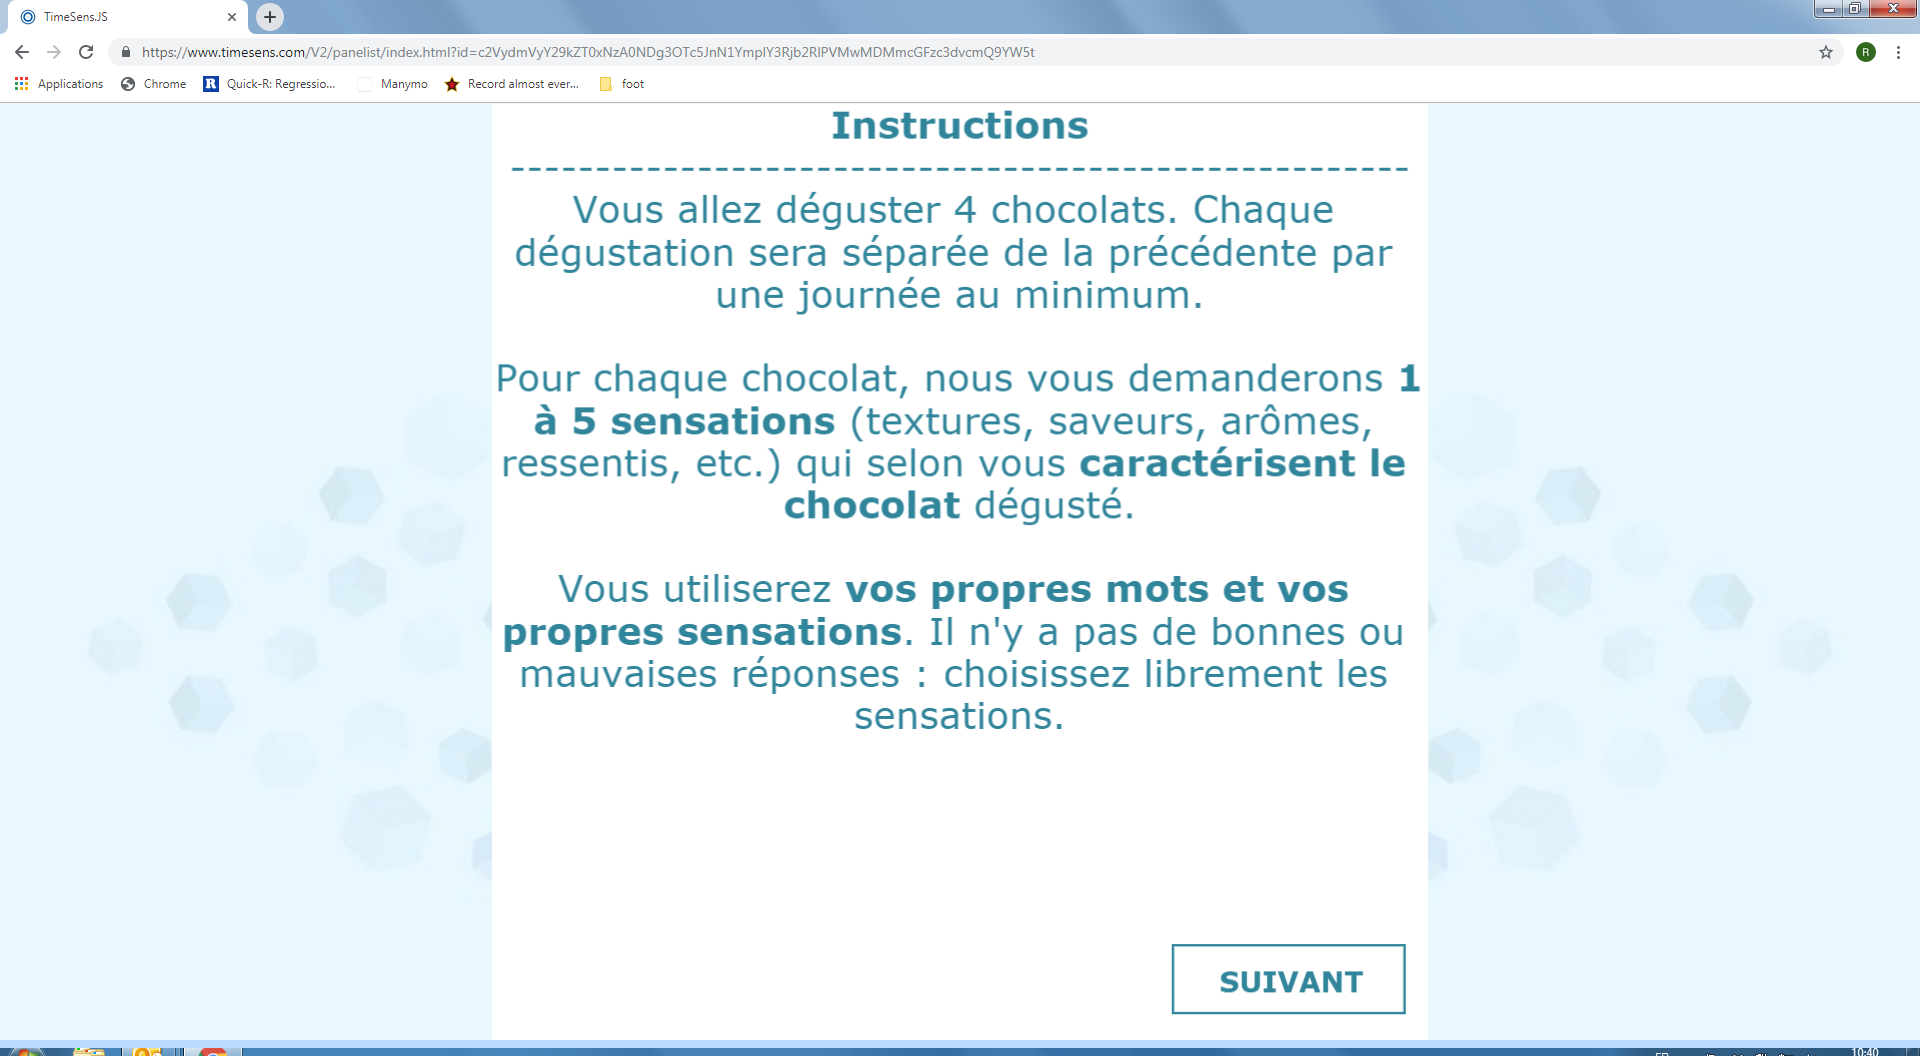 TimeSens.JS
https://www.timesens.com/V2/panelist/index.html?id=c2VydmVyY29kZT0xNzA0NDg3OTc5JnN1YmplY3Rjb2RlPVMwMDMmcGFzc3dvcmQ9YW5t
R
Applications Chrome Quick-R: Regressio... Manymo Record almost ever... foot
Instructions
------------------------------------------------------
Vous allez déguster 4 chocolats. Chaque
dégustation sera séparée de la précédente par
une journée au minimum.
Pour chaque chocolat, nous vous demanderons 1
à 5 sensations (textures, saveurs, arômes,
ressentis, etc.) qui selon vous caractérisent le
chocolat dégusté.
Vous utiliserez vos propres mots et vos
propres sensations. Il n'y a pas de bonnes ou
mauvaises réponses : choisissez librement les
sensations.
SUIVANT
10:40